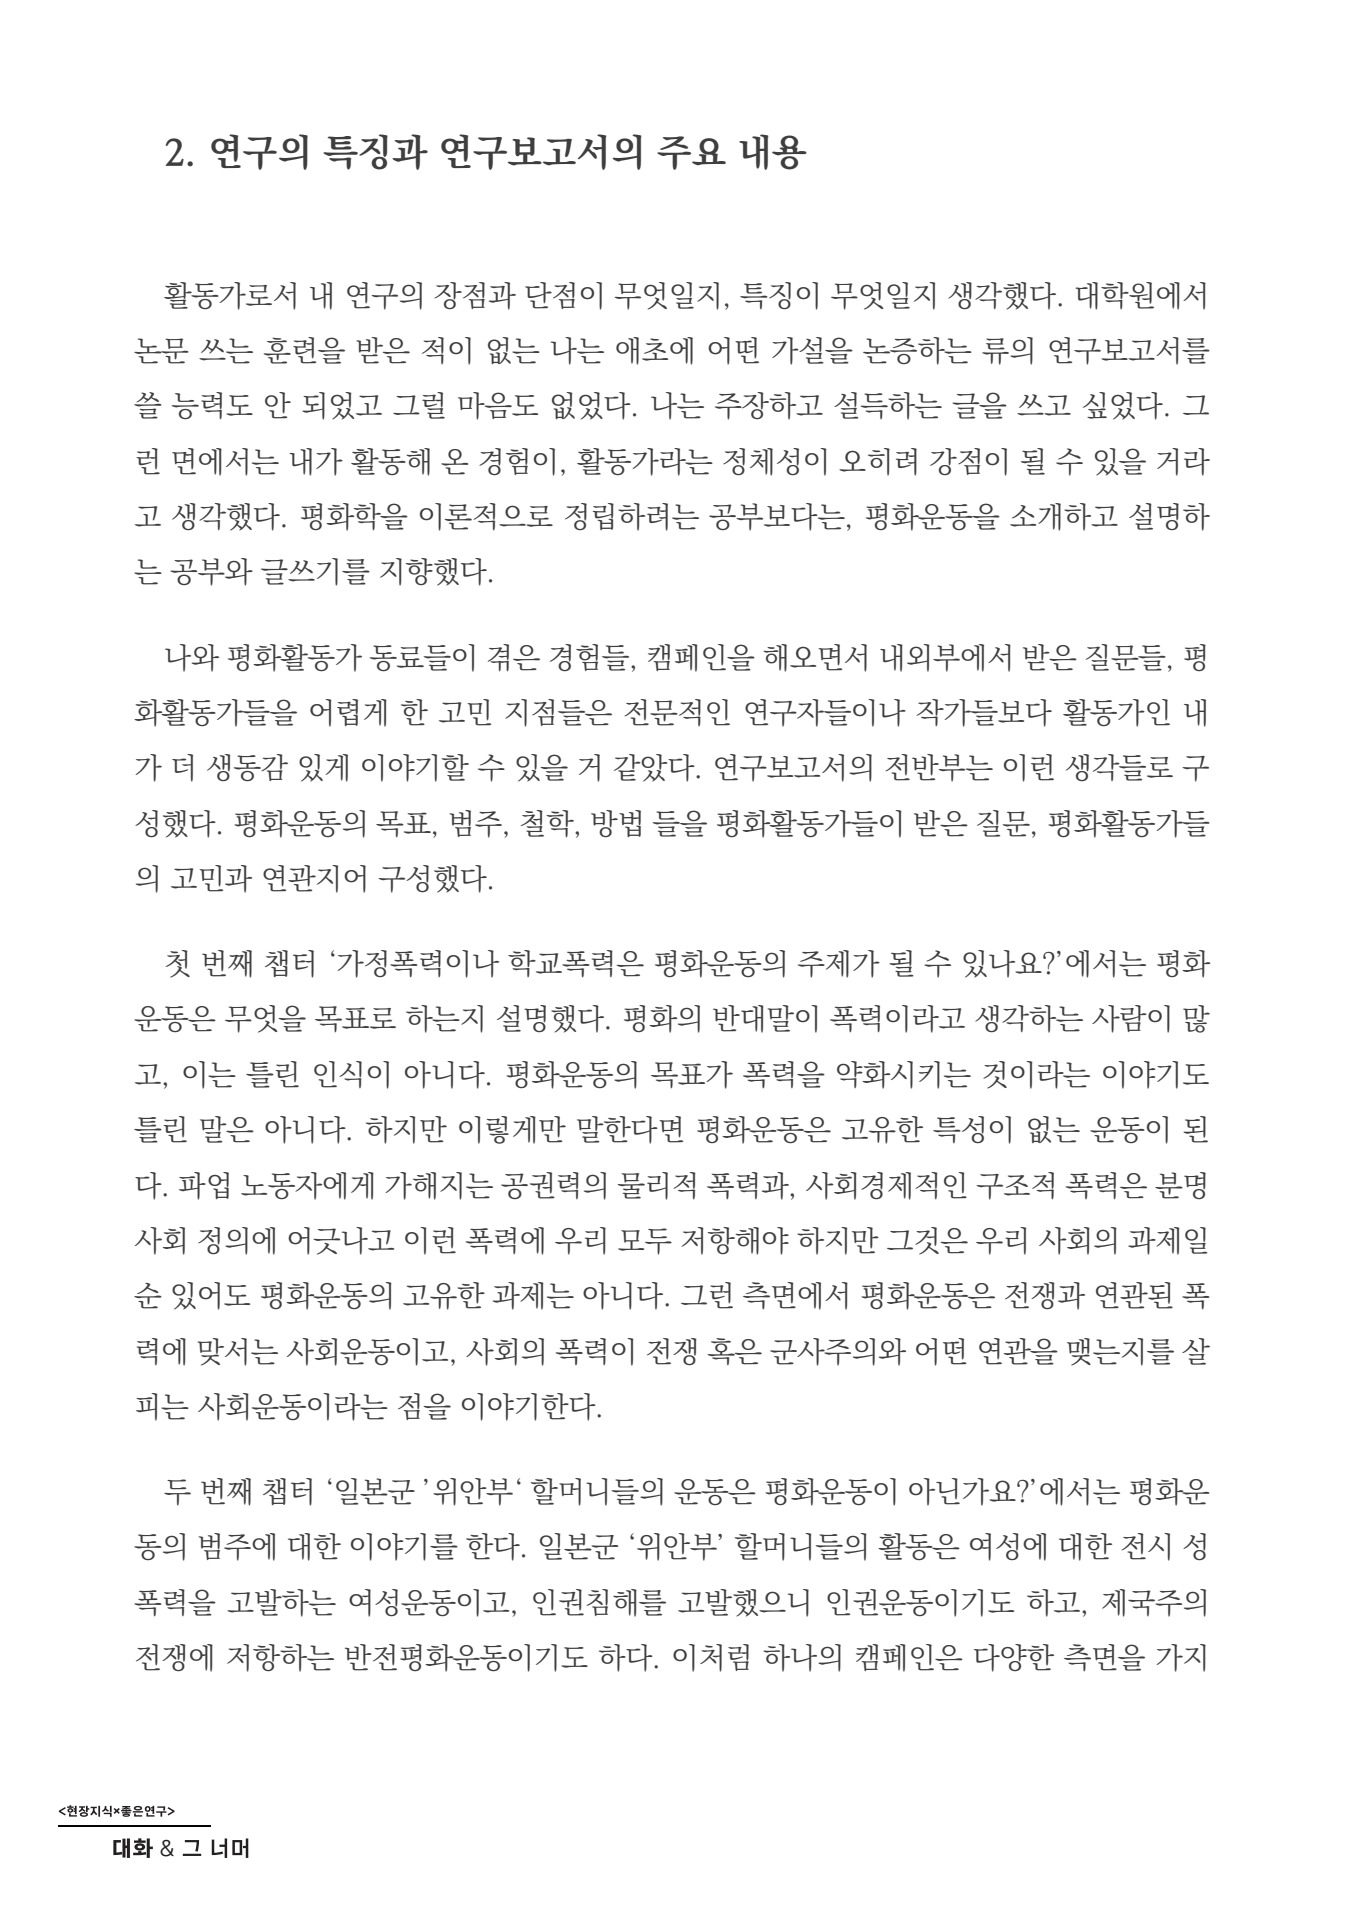 2. 연구의 특징과 연구보고서의 주요 내용
활동가로서 내 연구의 장점과 단점이 무엇일지, 특징이 무엇일지 생각했다. 대학원에서
논문 쓰는 훈련을 받은 적이 없는 나는 애초에 어떤 가설을 논증하는 류의 연구보고서를
쓸 능력도 안 되었고 그럴 마음도 없었다. 나는 주장하고 설득하는 글을 쓰고 싶었다. 그
런 면에서는 내가 활동해 온 경험이, 활동가라는 정체성이 오히려 강점이 될 수 있을 거라
고 생각했다. 평화학을 이론적으로 정립하려는 공부보다는, 평화운동을 소개하고 설명하
는 공부와 글쓰기를 지향했다.
나와 평화활동가 동료들이 겪은 경험들, 캠페인을 해오면서 내외부에서 받은 질문들, 평
화활동가들을 어렵게 한 고민 지점들은 전문적인 연구자들이나 작가들보다 활동가인 내
가 더 생동감 있게 이야기할 수 있을 거 같았다. 연구보고서의 전반부는 이런 생각들로 구
성했다. 평화운동의 목표, 범주, 철학, 방법 들을 평화활동가들이 받은 질문, 평화활동가들
의 고민과 연관지어 구성했다.
첫 번째 챕터 ‘가정폭력이나 학교폭력은 평화운동의 주제가 될 수 있나요?’에서는 평화
운동은 무엇을 목표로 하는지 설명했다. 평화의 반대말이 폭력이라고 생각하는 사람이 많
고, 이는 틀린 인식이 아니다. 평화운동의 목표가 폭력을 약화시키는 것이라는 이야기도
틀린 말은 아니다. 하지만 이렇게만 말한다면 평화운동은 고유한 특성이 없는 운동이 된
다. 파업 노동자에게 가해지는 공권력의 물리적 폭력과, 사회경제적인 구조적 폭력은 분명
사회 정의에 어긋나고 이런 폭력에 우리 모두 저항해야 하지만 그것은 우리 사회의 과제일
순 있어도 평화운동의 고유한 과제는 아니다. 그런 측면에서 평화운동은 전쟁과 연관된 폭
력에 맞서는 사회운동이고, 사회의 폭력이 전쟁 혹은 군사주의와 어떤 연관을 맺는지를 살
피는 사회운동이라는 점을 이야기한다.
두 번째 챕터 ‘일본군 ’위안부‘ 할머니들의 운동은 평화운동이 아닌가요?’에서는 평화운
동의 범주에 대한 이야기를 한다. 일본군 ‘위안부’ 할머니들의 활동은 여성에 대한 전시 성
폭력을 고발하는 여성운동이고, 인권침해를 고발했으니 인권운동이기도 하고, 제국주의
전쟁에 저항하는 반전평화운동이기도 하다. 이처럼 하나의 캠페인은 다양한 측면을 가지
<현장지식×좋은연구>
대화 & 그 너머